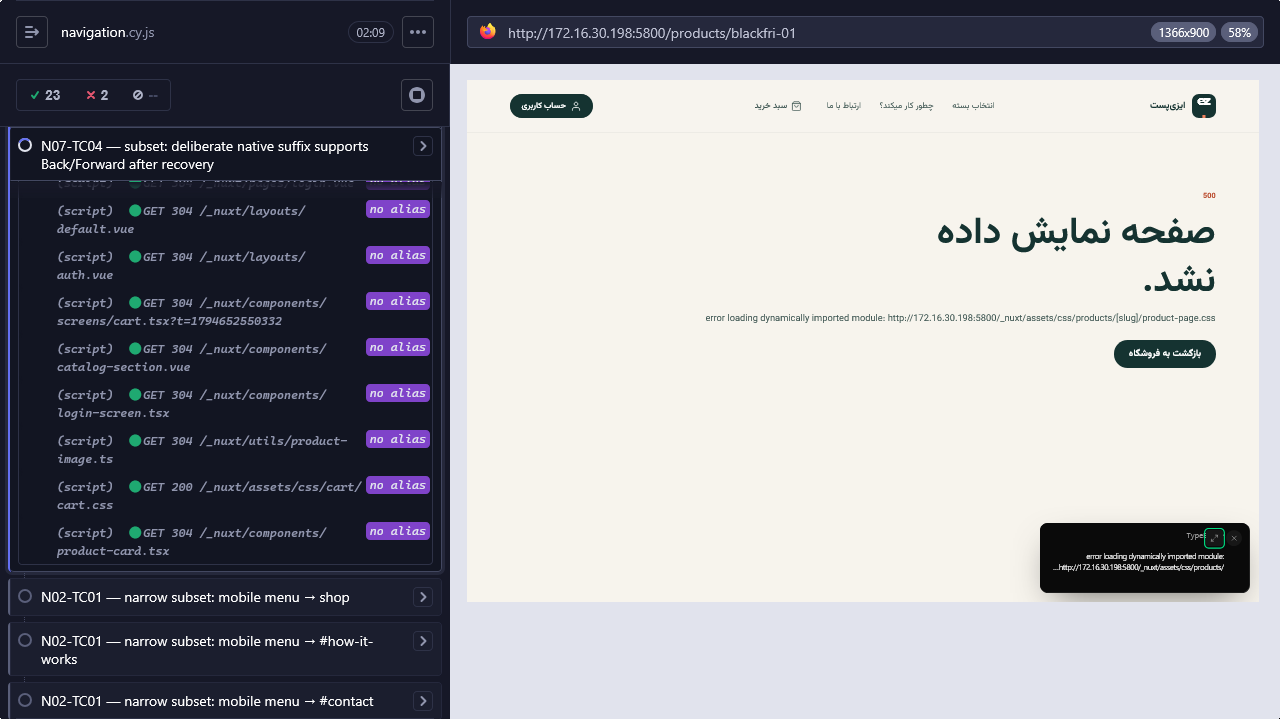 navigation.cy.js
02:09
23
2
--
N07-TC04 — subset: deliberate native suffix supports
Back/Forward after recovery
(script) GET 304 /_nuxt/pages/login.vue
(script) GET 304 /_nuxt/layouts/ no alias
default.vue
(script) GET 304 /_nuxt/layouts/ no alias
auth.vue
(script) GET 304 /_nuxt/components/ no alias
screens/cart.tsx?t=1794652550332
(script) GET 304 /_nuxt/components/ no alias
catalog-section.vue
(script) GET 304 /_nuxt/components/ no alias
login-screen.tsx
(script) GET 304 /_nuxt/utils/product- no alias
image.ts
(script) GET 200 /_nuxt/assets/css/cart/ no alias
cart.css
(script) GET 304 /_nuxt/components/ no alias
product-card.tsx
N02-TC01 — narrow subset: mobile menu → shop
N02-TC01 — narrow subset: mobile menu → #how-it-
works
N02-TC01 — narrow subset: mobile menu → #contact
http://172.16.30.198:5800/products/blackfri-01
1366x900
58%
ایزی‌پست
انتخاب بسته
چطور کار میکند؟
ارتباط با ما
سبد خرید
حساب کاربری
500
صفحه نمایش داده
نشد.
error loading dynamically imported module: http://172.16.30.198:5800/_nuxt/assets/css/products/[slug]/product-page.css
بازگشت به فروشگاه
Type
error loading dynamically imported module:
http://172.16.30.198:5800/_nuxt/assets/css/products/...